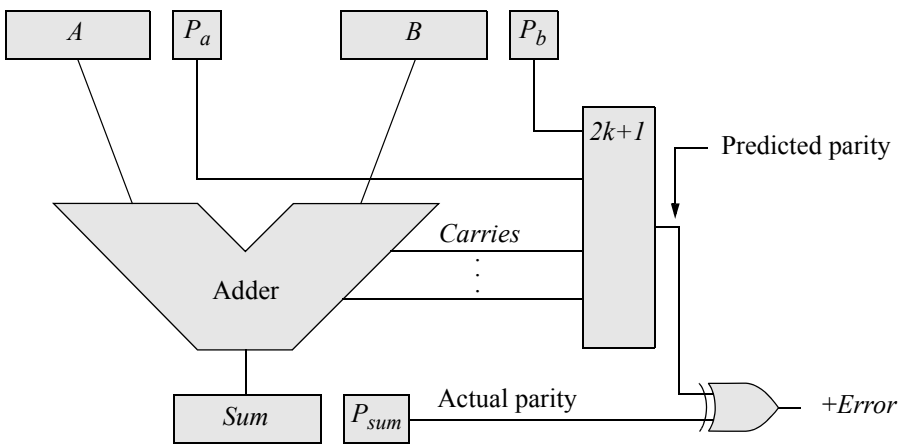 A
Pa
B
Pb
2k+1
Predicted parity
Carries
Adder
Sum
Psum
Actual parity
+Error